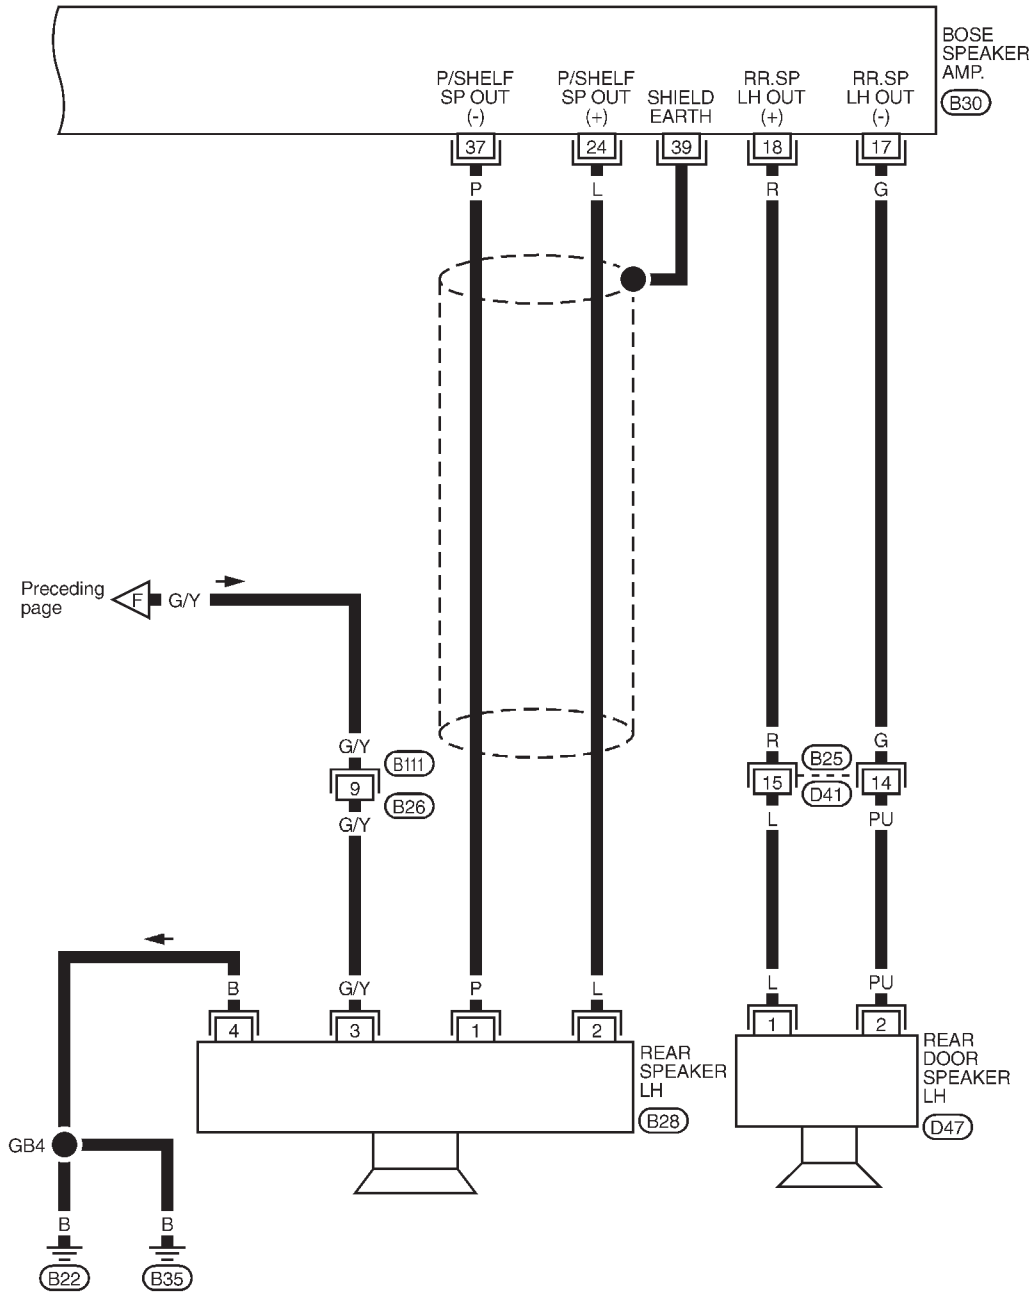 BOSE
SPEAKER
AMP.
B30
P/SHELF
SP OUT
(-)
P/SHELF
SP OUT
(+)
SHIELD
EARTH
RR.SP
LH OUT
(+)
RR.SP
LH OUT
(-)
37
24
39
18
17
P
L
R
G
Preceding
page
F
G/Y
G/Y
B111
9
B26
G/Y
R
B25
G
15
D41
14
L
PU
B
G/Y
P
L
L
PU
4
3
1
2
1
2
REAR
SPEAKER
LH
B28
REAR
DOOR
SPEAKER
LH
D47
GB4
B
B
B22
B35